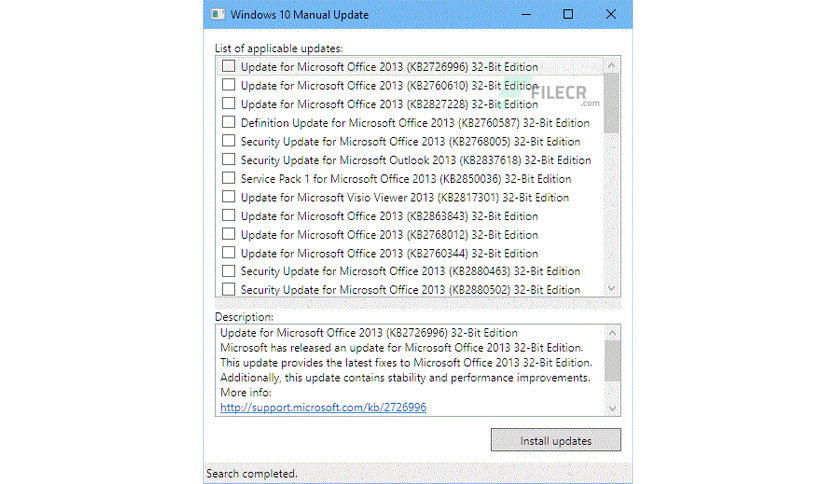 Windows 10 Manual Update
List of applicable updates:
Update for Microsoft Office 2013 (KB2726996) 32-Bit Edition
Update for Microsoft Office 2013 (KB2760610) 32-Bit Edition
Update for Microsoft Office 2013 (KB2827228) 32-Bit Edition
FILECR
.com
Definition Update for Microsoft Office 2013 (KB2760587) 32-Bit Edition
Security Update for Microsoft Office 2013 (KB2768005) 32-Bit Edition
Security Update for Microsoft Outlook 2013 (KB2837618) 32-Bit Edition
Service Pack 1 for Microsoft Office 2013 (KB2850036) 32-Bit Edition
Update for Microsoft Visio Viewer 2013 (KB2817301) 32-Bit Edition
Update for Microsoft Office 2013 (KB2863843) 32-Bit Edition
Update for Microsoft Office 2013 (KB2768012) 32-Bit Edition
Update for Microsoft Office 2013 (KB2760344) 32-Bit Edition
Security Update for Microsoft Office 2013 (KB2880463) 32-Bit Edition
Security Update for Microsoft Office 2013 (KB2880502) 32-Bit Edition
Description:
Update for Microsoft Office 2013 (KB2726996) 32-Bit Edition
Microsoft has released an update for Microsoft Office 2013 32-Bit Edition.
This update provides the latest fixes to Microsoft Office 2013 32-Bit Edition.
Additionally, this update contains stability and performance improvements.
More info:
http://support.microsoft.com/kb/2726996
Install updates
Search completed.